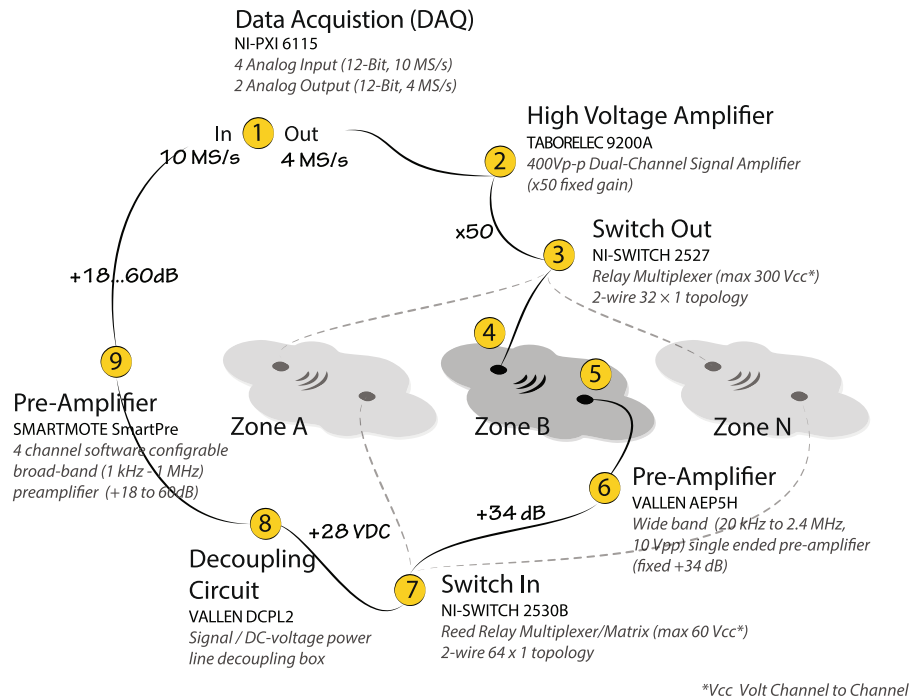 Data Acquistion (DAQ)
NI-PXI 6115
4 Analog Input (12-Bit, 10 MS/s)
2 Analog Output (12-Bit, 4 MS/s)
In 1 Out
10 MS/s 4 MS/s
High Voltage Amplifier
TABORELEC 9200A
400Vp-p Dual-Channel Signal Amplifier
(x50 fixed gain)
2
x50
Switch Out
NI-SWITCH 2527
Relay Multiplexer (max 300 Vcc*)
2-wire 32 × 1 topology
3
+18...60dB
4
5
9
Zone A
Zone B
Zone N
Pre-Amplifier
SMARTMOTE SmartPre
4 channel software configrable
broad-band (1 kHz - 1 MHz)
preamplifier (+18 to 60dB)
6
Pre-Amplifier
VALLEN AEP5H
Wide band (20 kHz to 2.4 MHz,
10 Vpp) single ended pre-amplifier
(fixed +34 dB)
+34 dB
8
+28 VDC
Decoupling
Circuit
VALLEN DCPL2
Signal / DC-voltage power
line decoupling box
7
Switch In
NI-SWITCH 2530B
Reed Relay Multiplexer/Matrix (max 60 Vcc*)
2-wire 64 x 1 topology
*Vcc Volt Channel to Channel